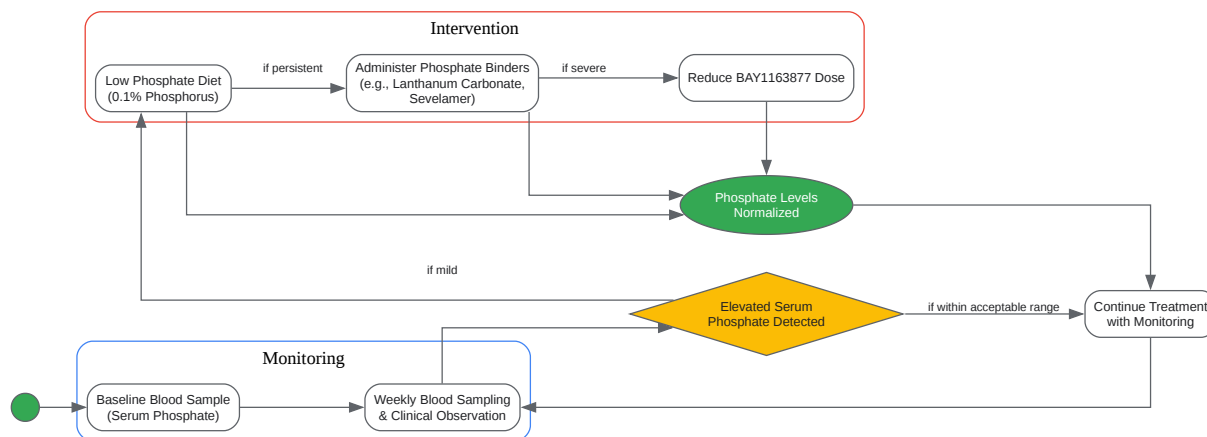 Intervention
Low Phosphate Diet
(0.1% Phosphorus)
if persistent
Administer Phosphate Binders
(e.g., Lanthanum Carbonate,
Sevelamer)
if severe
Reduce BAY1163877 Dose
Phosphate Levels
Normalized
if mild
Elevated Serum
Phosphate Detected
if within acceptable range
Continue Treatment
with Monitoring
Monitoring
Baseline Blood Sample
(Serum Phosphate)
Weekly Blood Sampling
& Clinical Observation